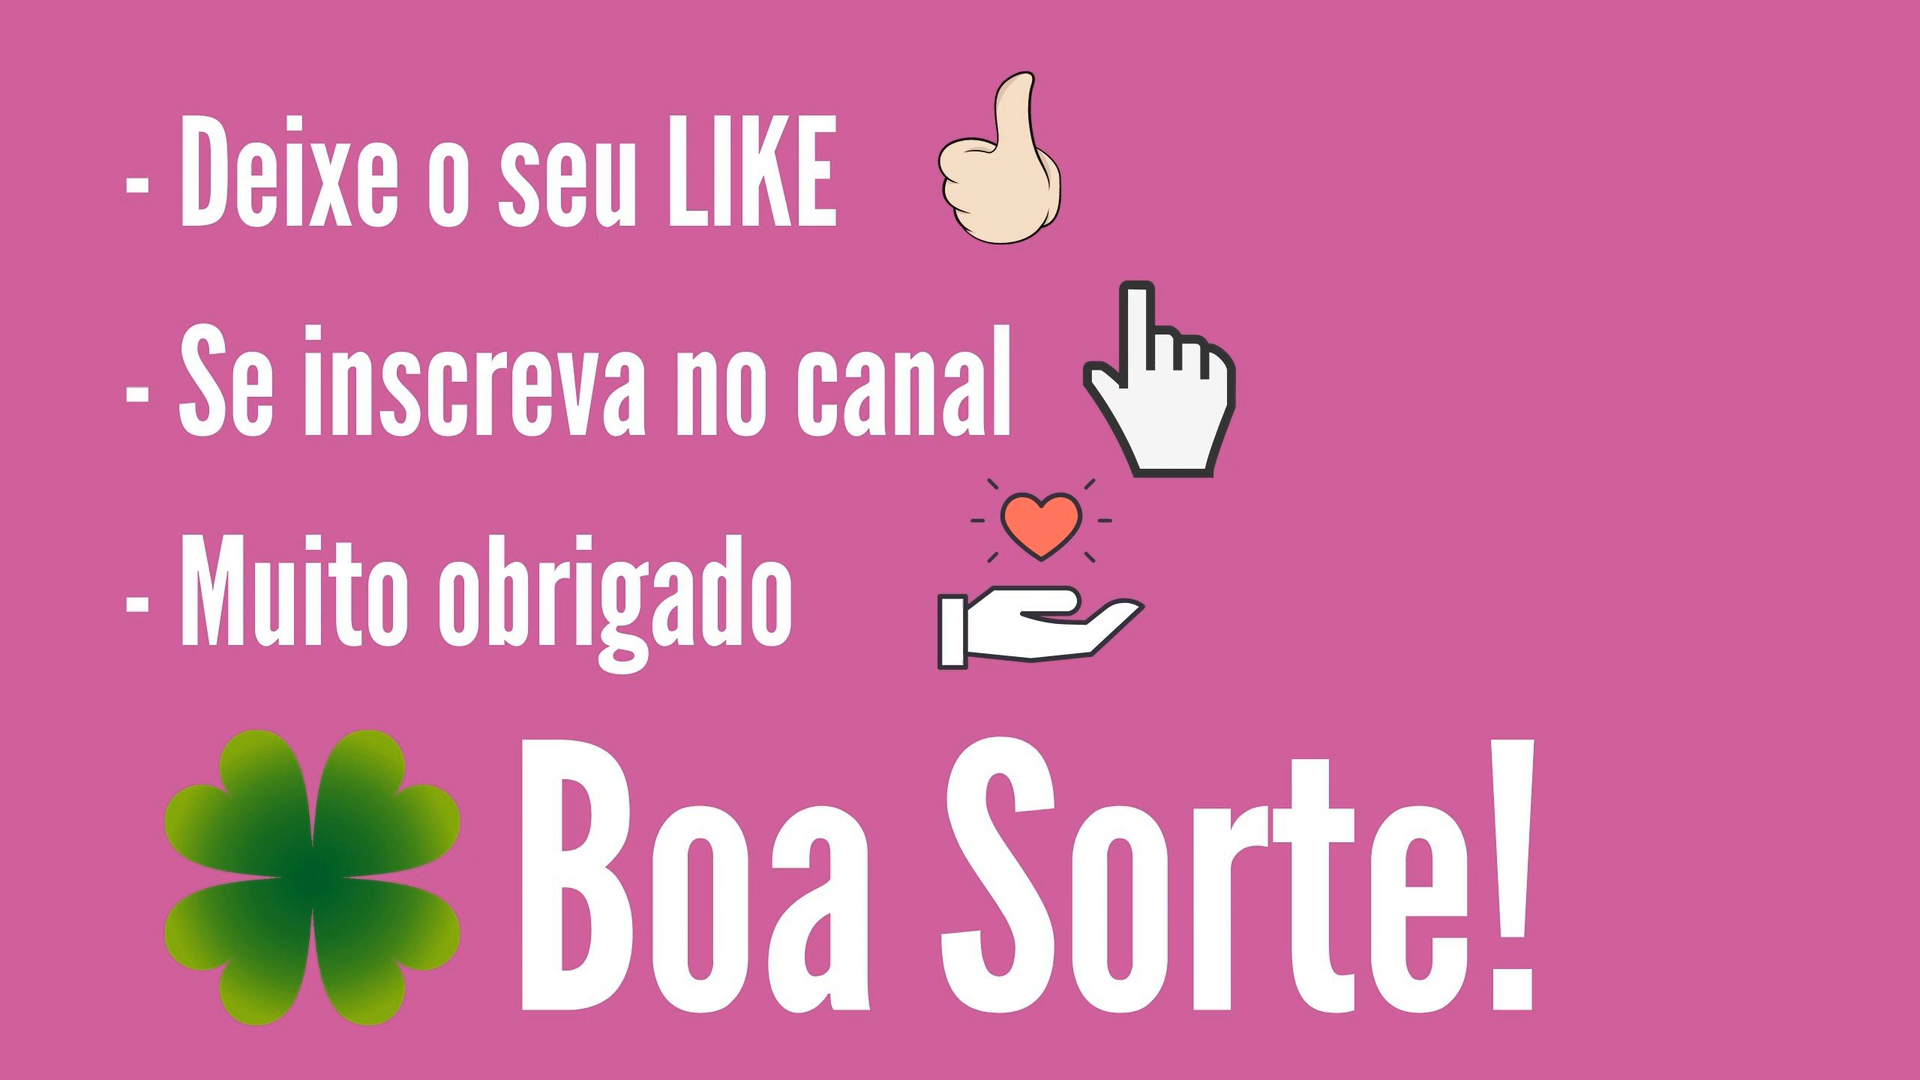 - Deixe o seu LIKE
- Se inscreva no canal
- Muito obrigado
Boa Sorte!